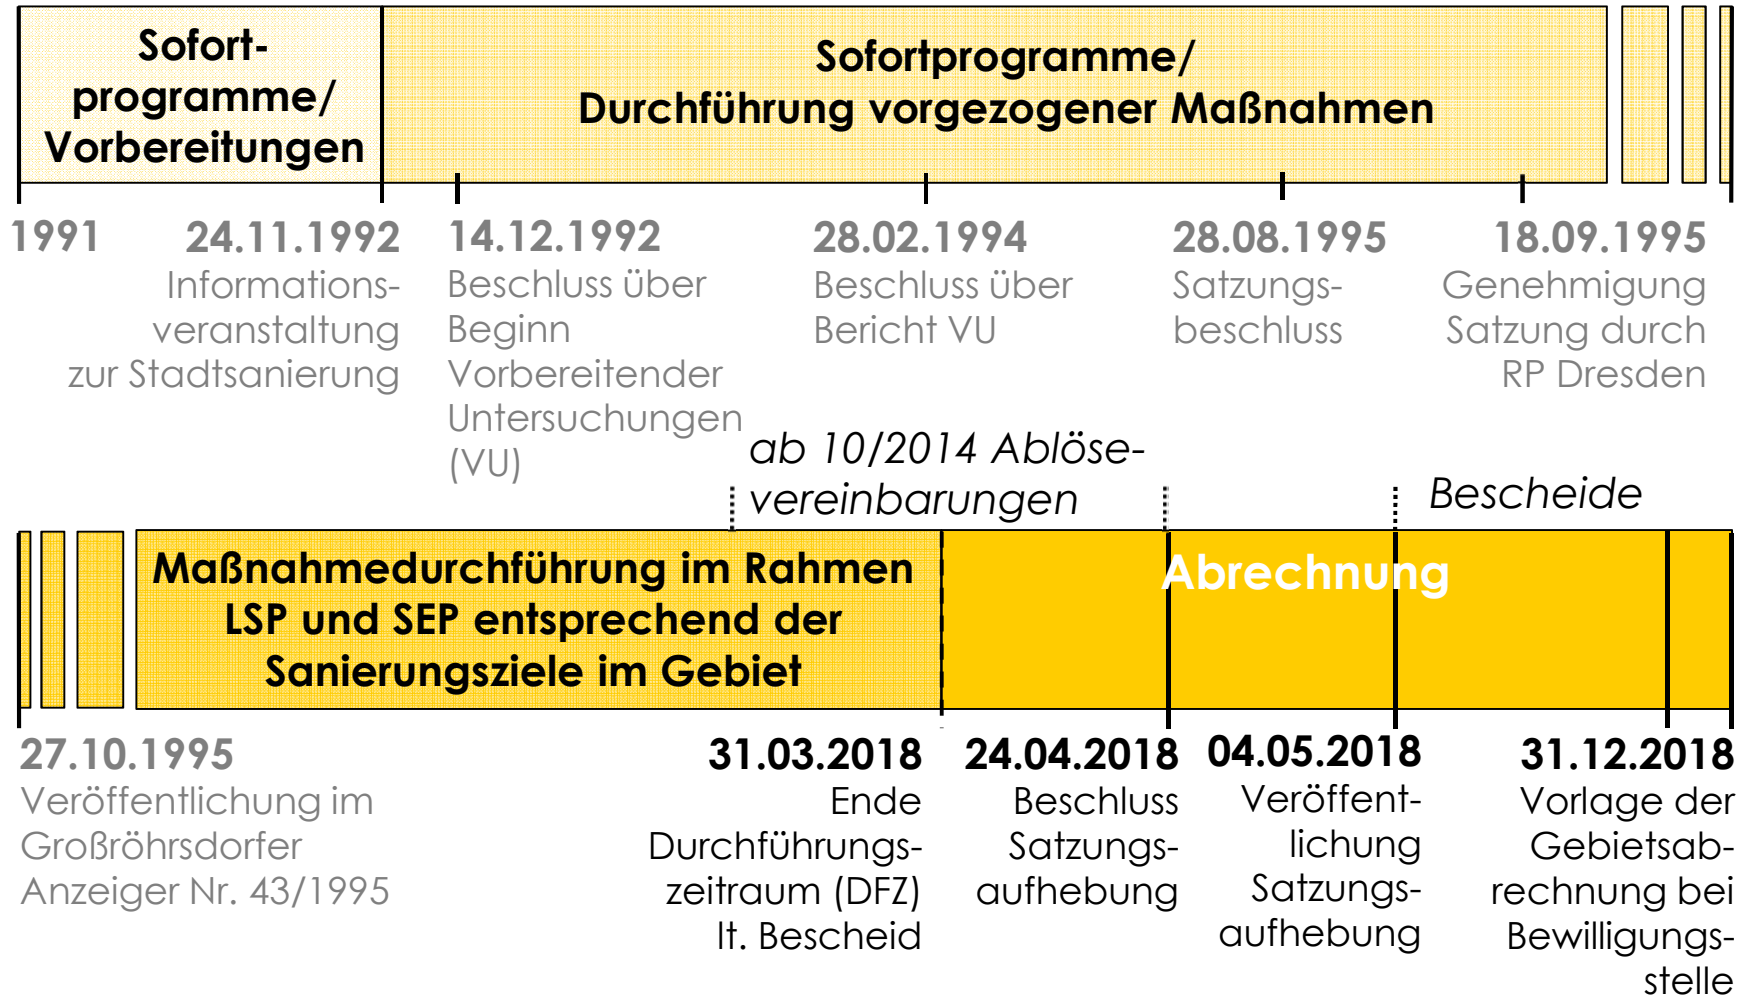 Sofort-
programme/
Vorbereitungen
Sofortprogramme/
Durchführung vorgezogener Maßnahmen
1991
24.11.1992
Informations-
veranstaltung
zur Stadtsanierung
14.12.1992
Beschluss über
Beginn
Vorbereitender
Untersuchungen
(VU)
28.02.1994
Beschluss über
Bericht VU
28.08.1995
Satzungs-
beschluss
18.09.1995
Genehmigung
Satzung durch
RP Dresden
ab 10/2014 Ablöse-
vereinbarungen
Bescheide
Maßnahmedurchführung im Rahmen
LSP und SEP entsprechend der
Sanierungsziele im Gebiet
Abrechnung
27.10.1995
Veröffentlichung im
Großröhrsdorfer
Anzeiger Nr. 43/1995
31.03.2018
Ende
Durchführungs-
zeitraum (DFZ)
lt. Bescheid
24.04.2018
Beschluss
Satzungs-
aufhebung
04.05.2018
Veröffent-
lichung
Satzungs-
aufhebung
31.12.2018
Vorlage der
Gebietsab-
rechnung bei
Bewilligungs-
stelle